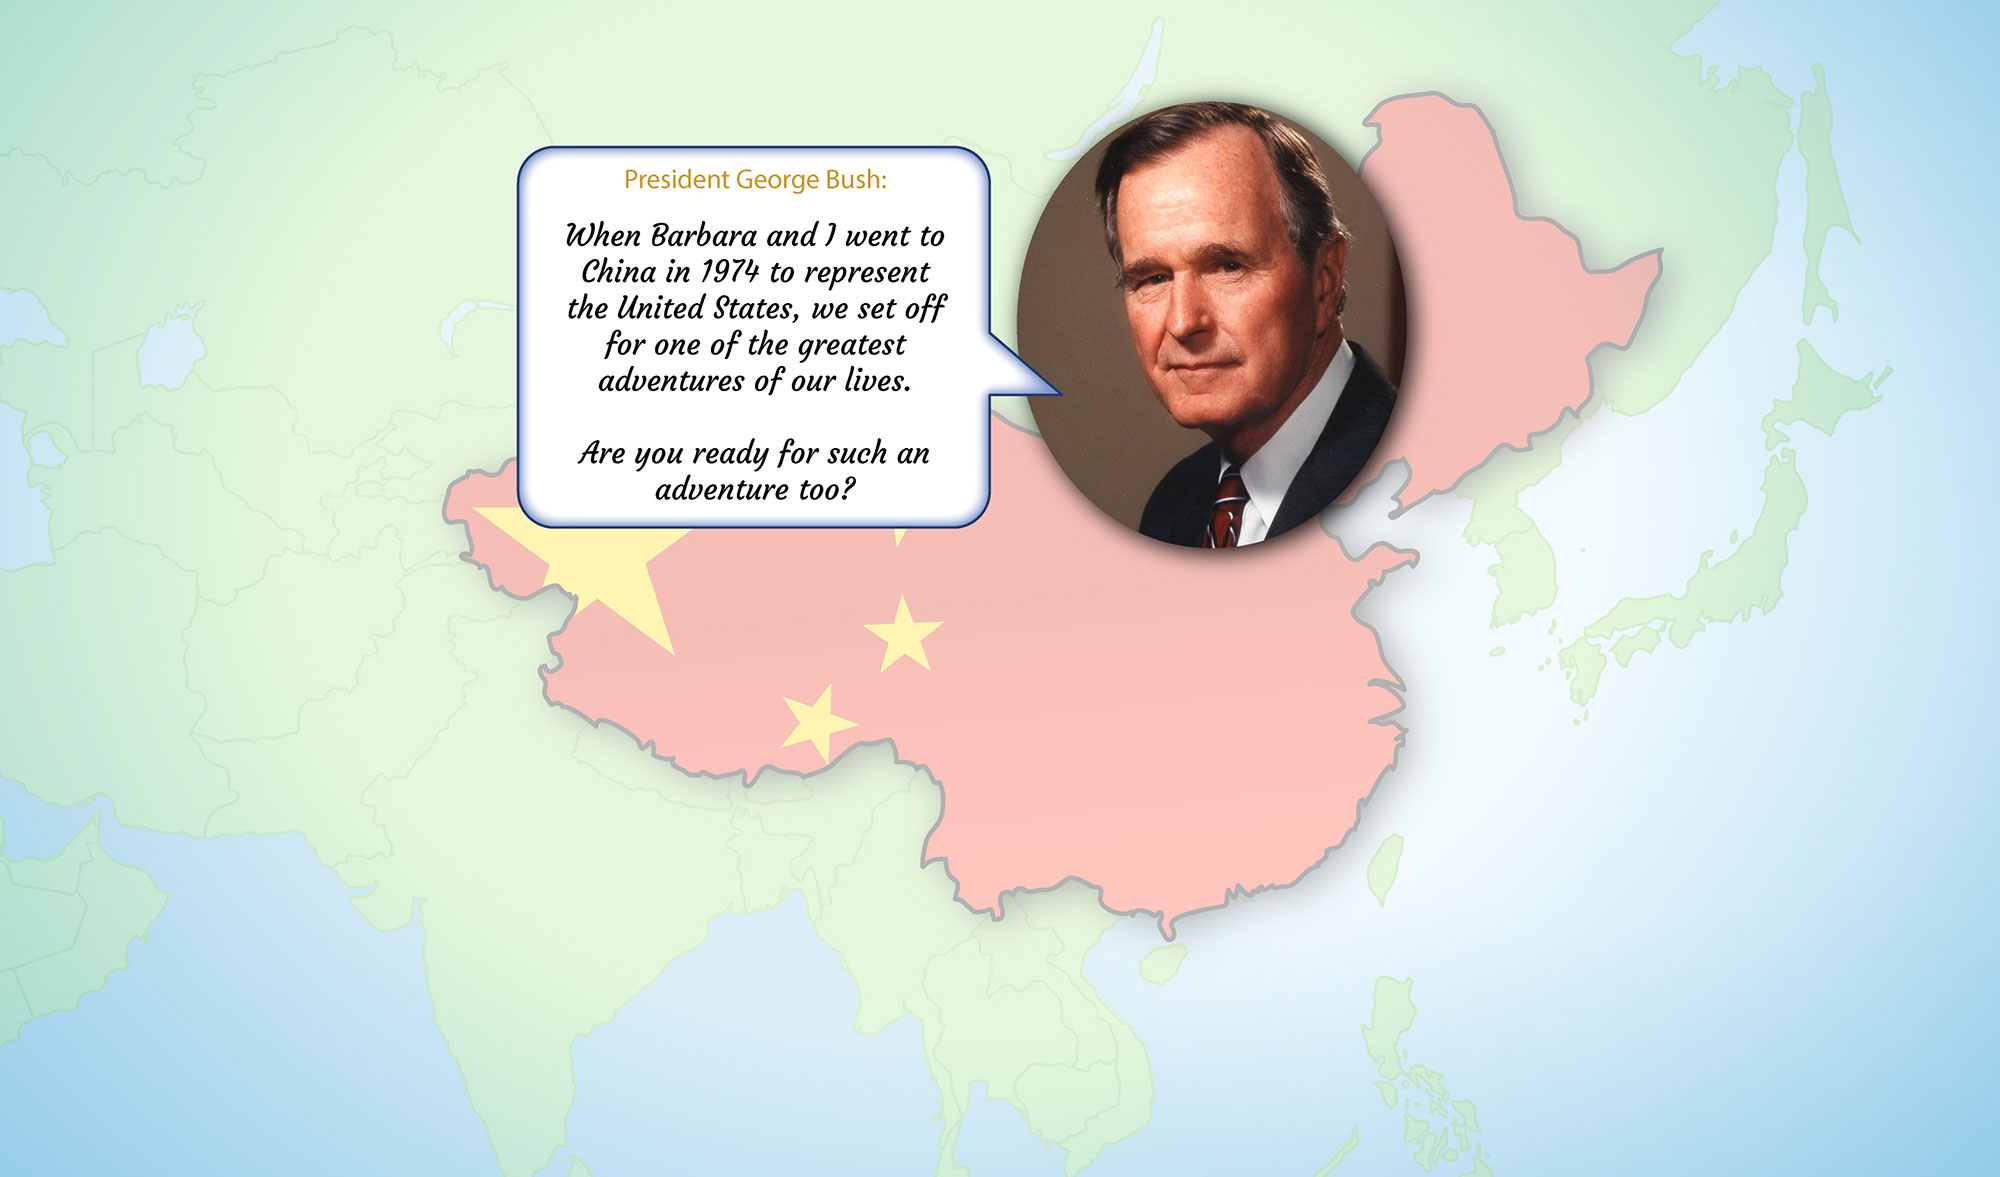 President George Bush:
When Barbara and I went to
China in 1974 to represent
the United States, we set off
for one of the greatest
adventures of our lives.
Are you ready for such an
adventure too?